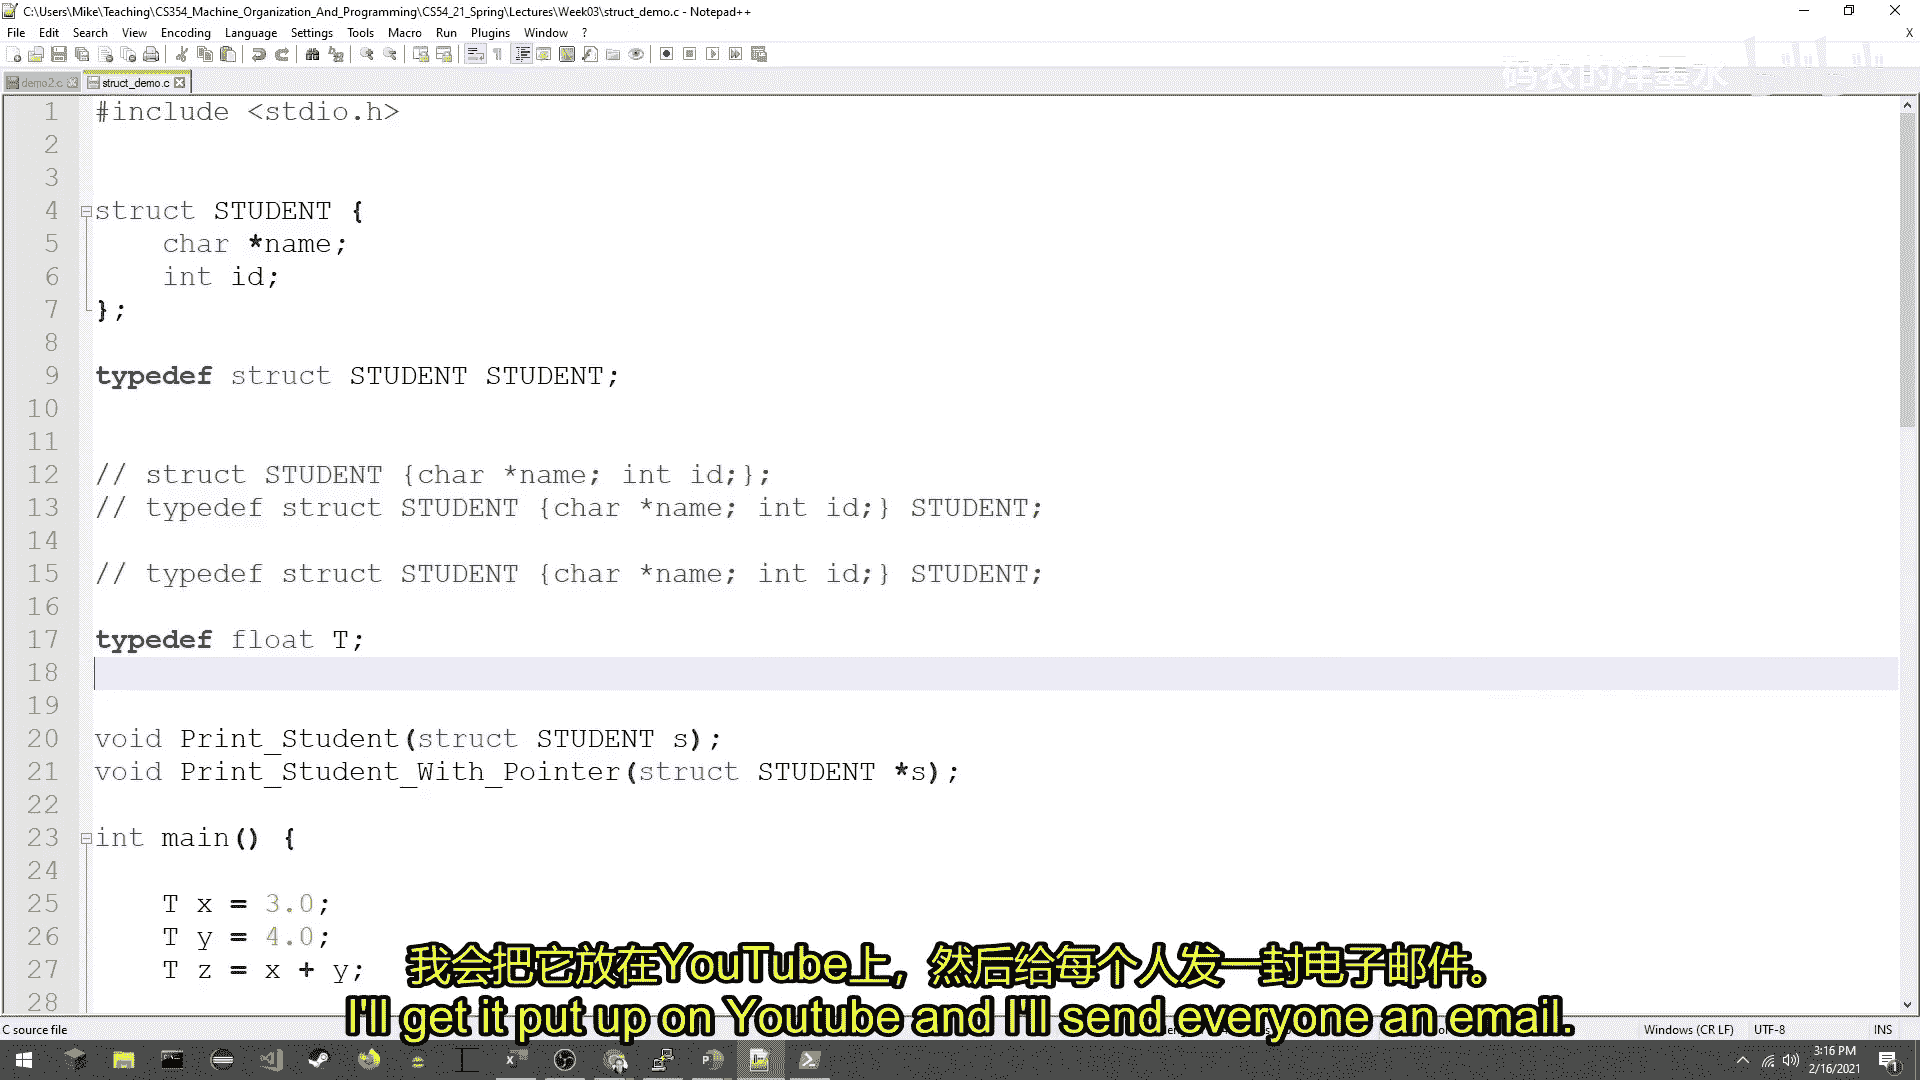 C:\Users\Mike\Teaching\CS354_Machine_Organization_And_Programming\CS54_21_Spring\Lectures\Week03\struct_demo.c - Notepad++
File Edit Search View Encoding Language Settings Tools Macro Run Plugins Window ? X
码农的洋墨水
demo2.c struct_demo.c
1 #include <stdio.h>
2
3
4 struct STUDENT {
5 char *name;
6 int id;
7 };
8
9 typedef struct STUDENT STUDENT;
10
11
12 // struct STUDENT {char *name; int id;};
13 // typedef struct STUDENT {char *name; int id;} STUDENT;
14
15 // typedef struct STUDENT {char *name; int id;} STUDENT;
16
17 typedef float T;
18
19
20 void Print_Student(struct STUDENT s);
21 void Print_Student_With_Pointer(struct STUDENT *s);
22
23 int main() {
24
25 T x = 3.0;
26 T y = 4.0;
27 T z = x + y;
28
我会把它放在YouTube上，然后给每个人发一封电子邮件。
I'll get it put up on Youtube and I'll send everyone an email.
C source file Windows (CR LF) UTF-8 INS
3:16 PM
2/16/2021